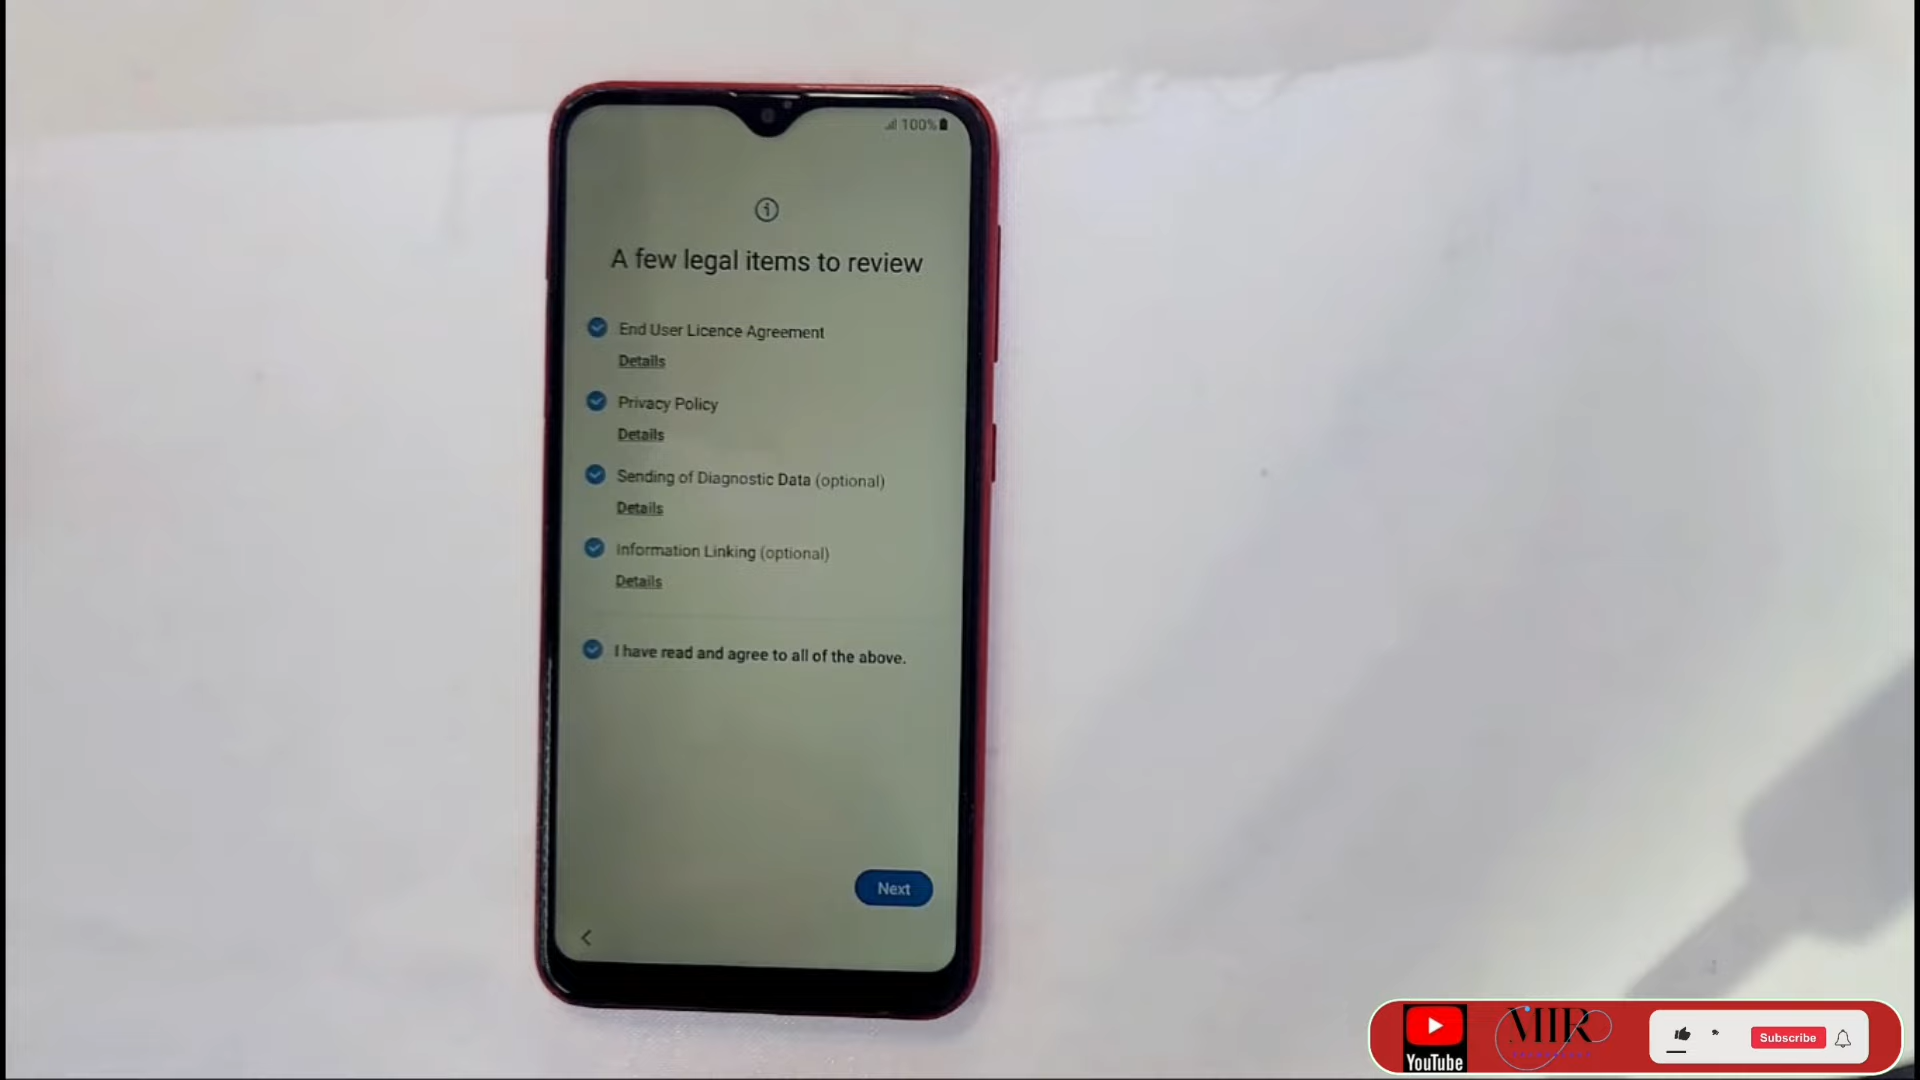 100%
A few legal items to review
End User Licence Agreement
Details
Privacy Policy
Details
Sending of Diagnostic Data (optional)
Details
Information Linking (optional)
Details
I have read and agree to all of the above.
Next
YouTube
MIR
Subscribe